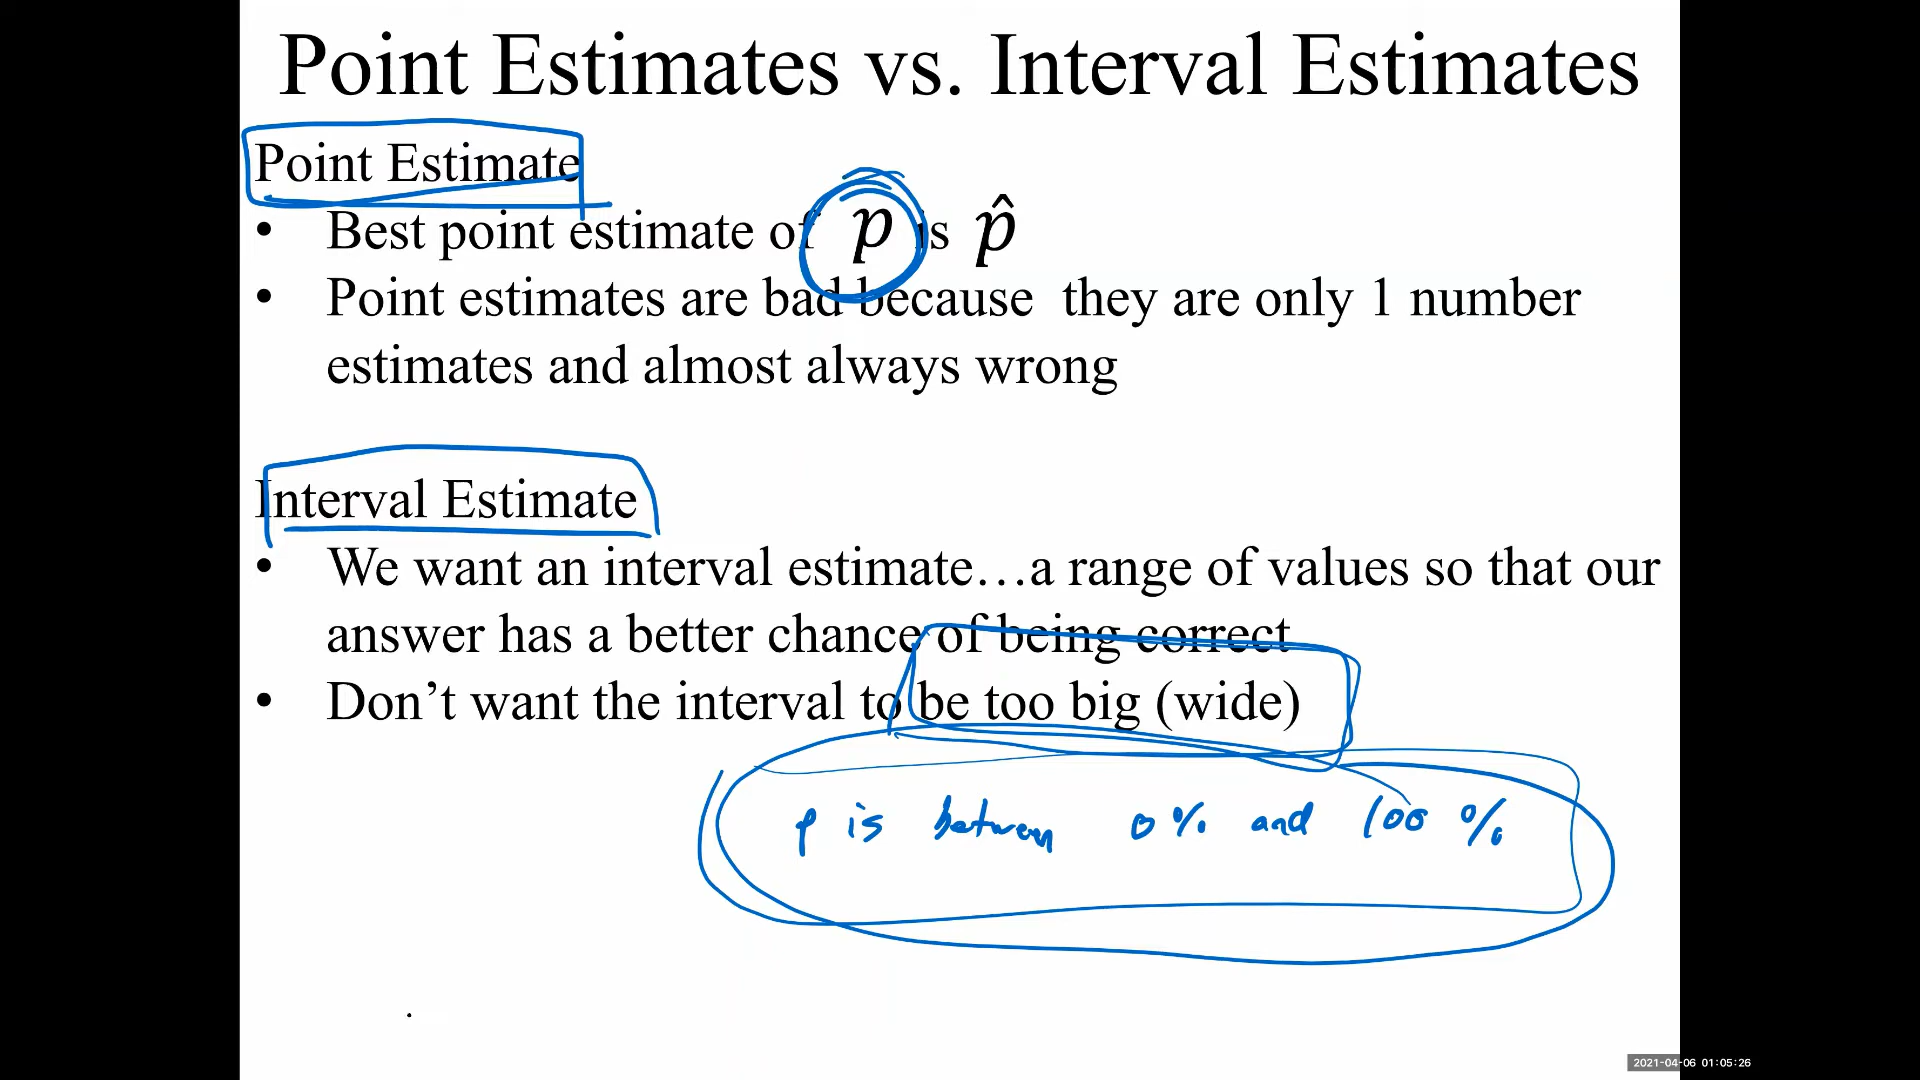 Point Estimates vs. Interval Estimates
Point Estimate
• Best point estimate of p is p̂
• Point estimates are bad because they are only 1 number
estimates and almost always wrong
Interval Estimate
• We want an interval estimate…a range of values so that our
answer has a better chance of being correct
• Don’t want the interval to be too big (wide)
p is between 0% and 100%
2021-04-06 01:05:26